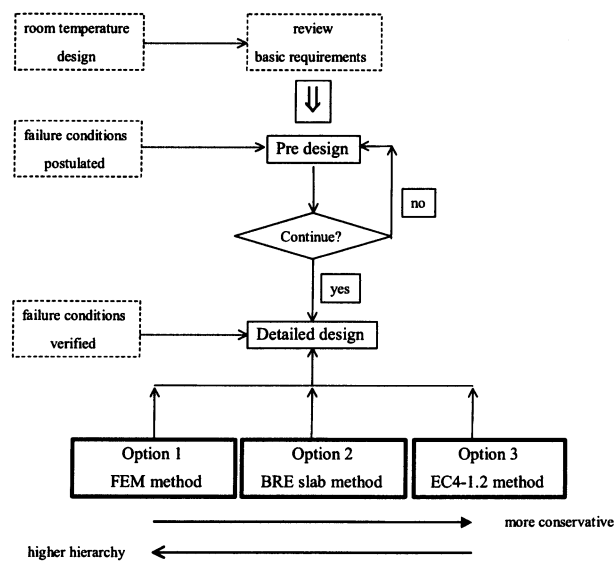 room temperature
design
review
basic requirements
failure conditions
postulated
Pre design
no
Continue?
yes
failure conditions
verified
Detailed design
Option 1
FEM method
Option 2
BRE slab method
Option 3
EC4-1.2 method
more conservative
higher hierarchy